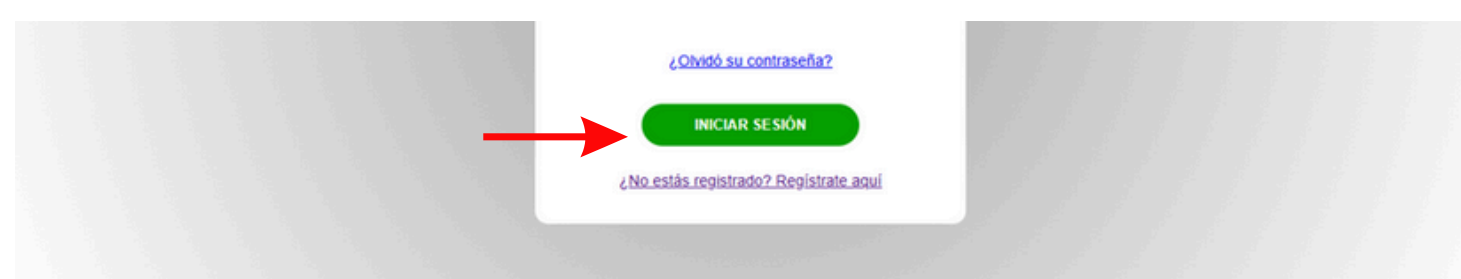 ¿Olvidó su contraseña?
INICIAR SESIÓN
¿No estás registrado? Regístrate aquí